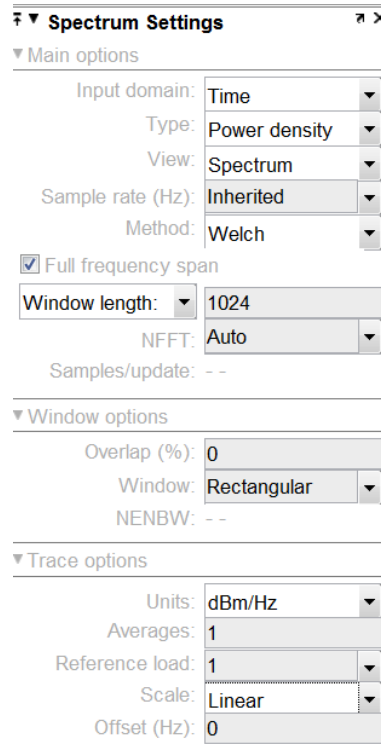 Spectrum Settings
Main options
Input domain: Time
Type: Power density
View: Spectrum
Sample rate (Hz): Inherited
Method: Welch
Full frequency span
Window length: 1024
NFFT: Auto
Samples/update: - -
Window options
Overlap (%): 0
Window: Rectangular
NENBW: - -
Trace options
Units: dBm/Hz
Averages: 1
Reference load: 1
Scale: Linear
Offset (Hz): 0